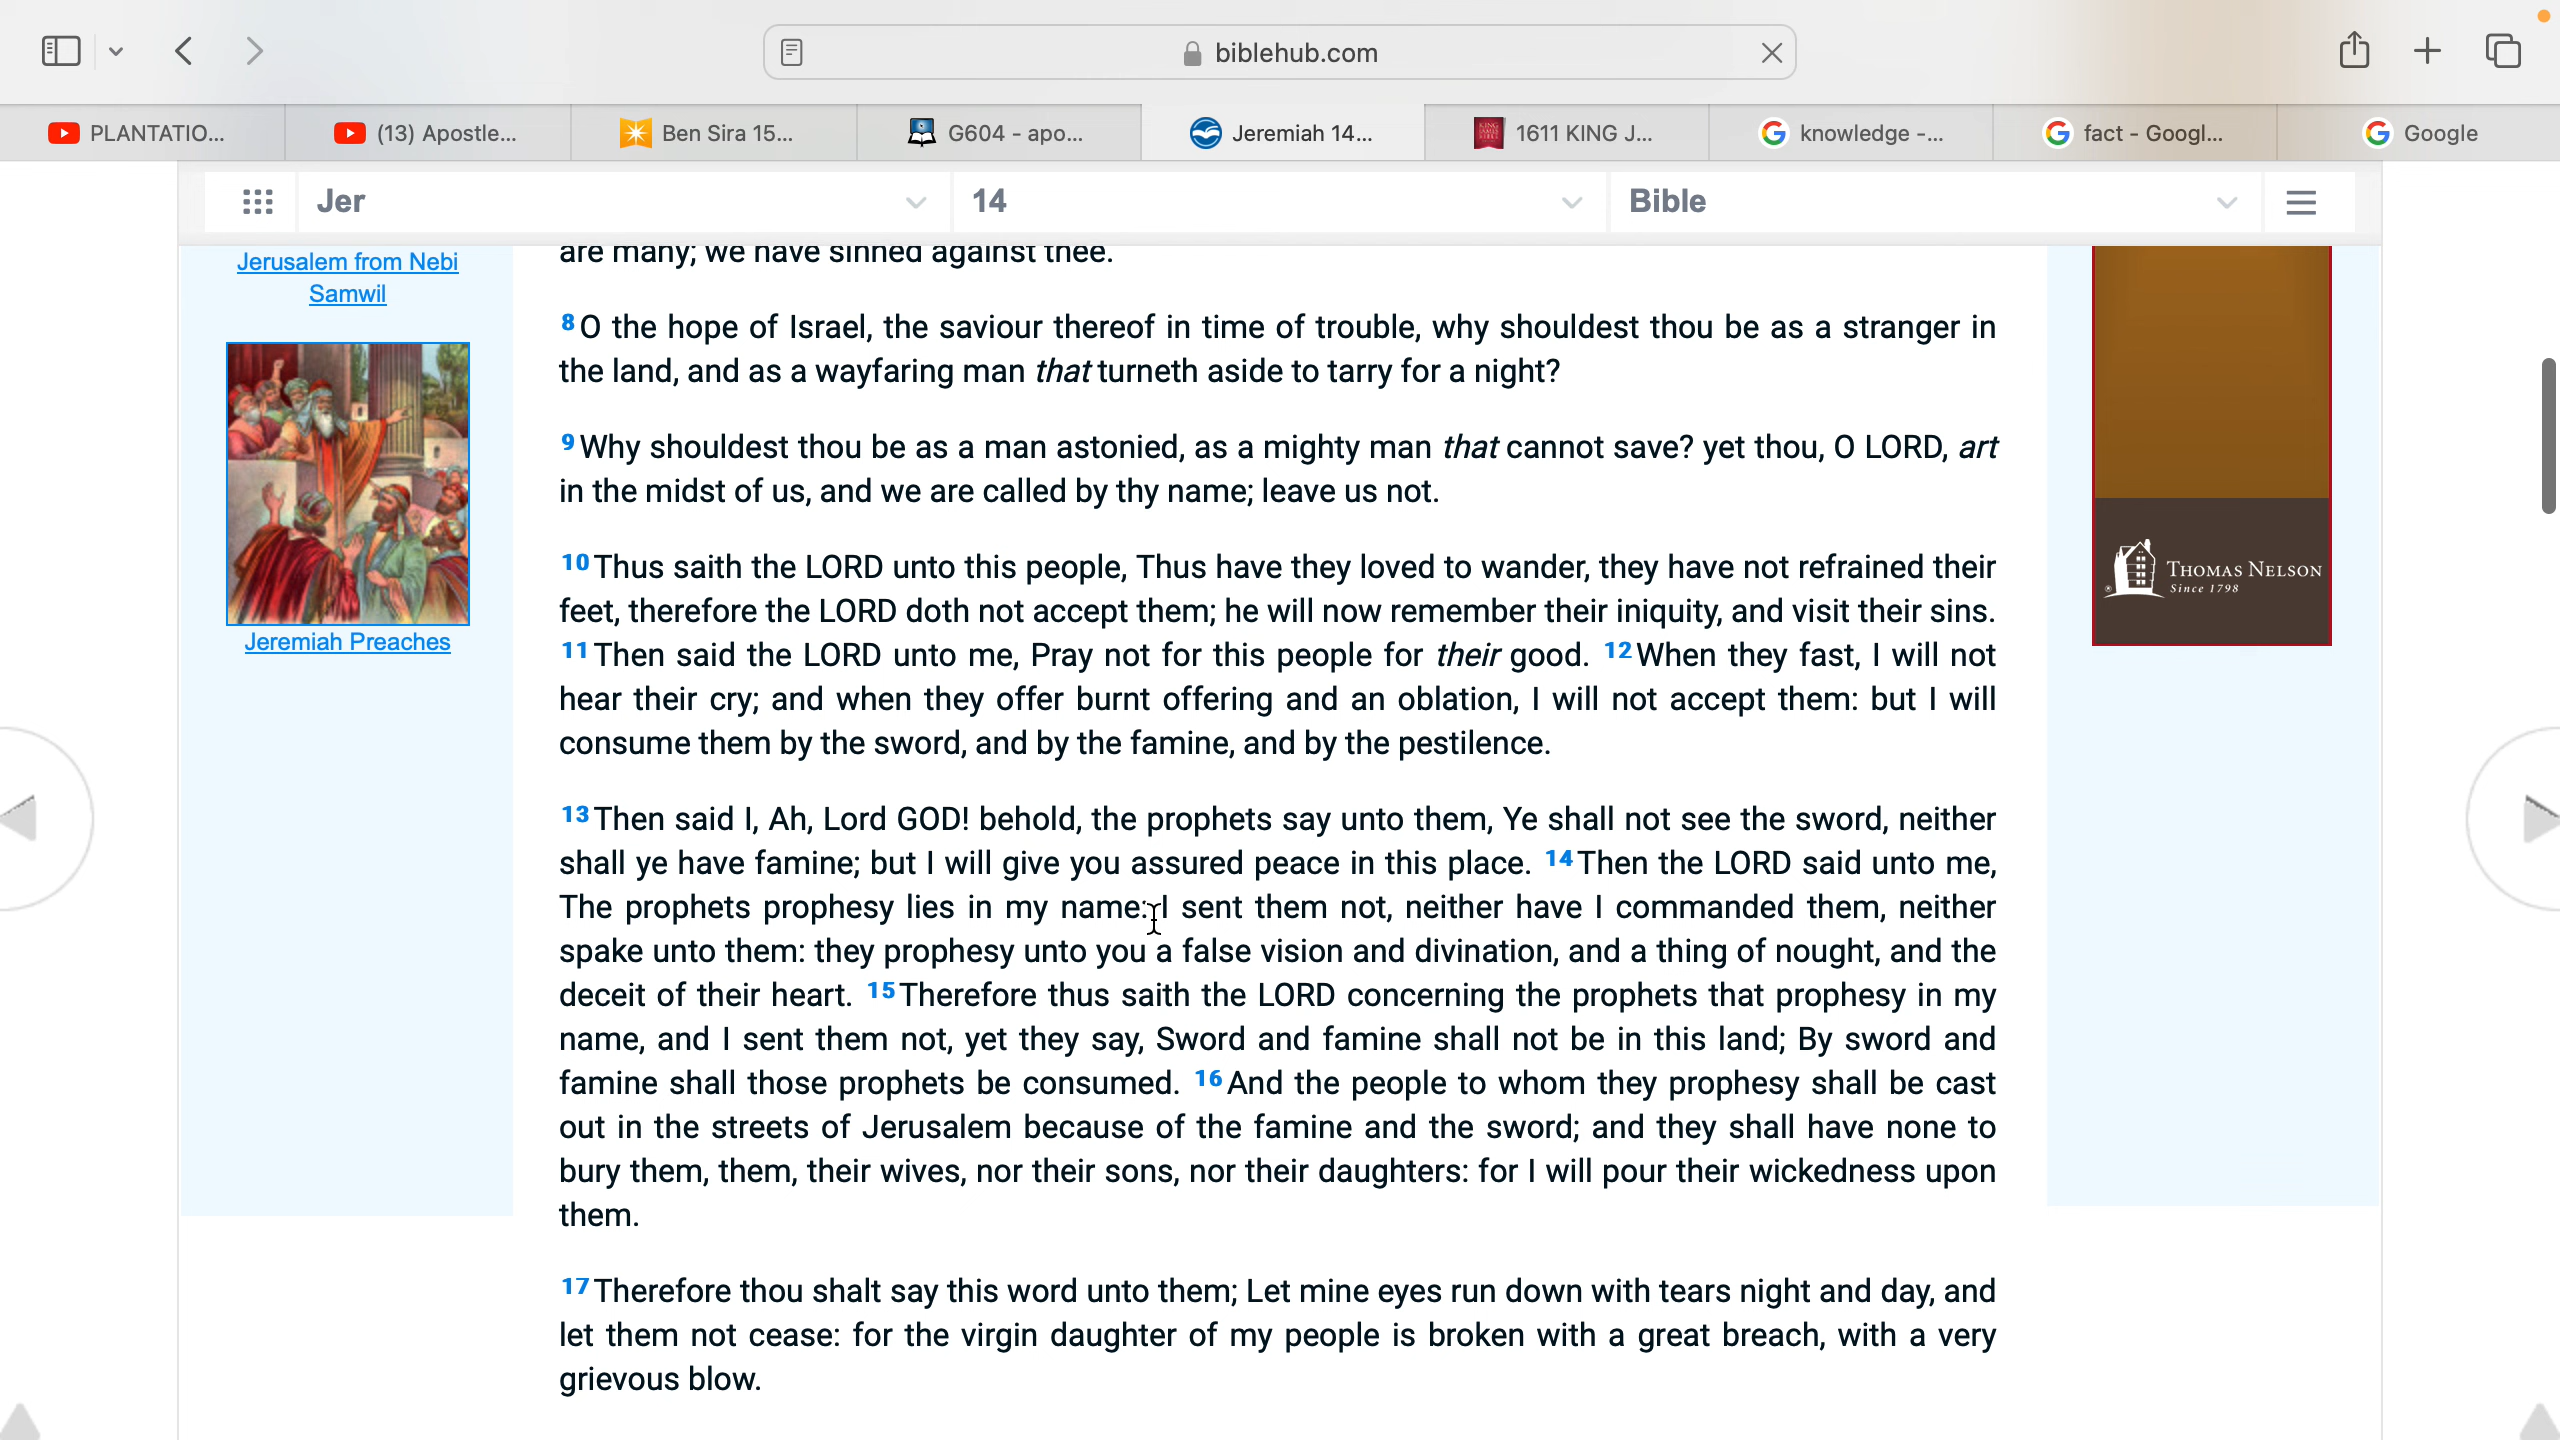 biblehub.com
PLANTATIO...
(13) Apostle...
Ben Sira 15...
G604 - apo...
Jeremiah 14...
1611 KING J...
knowledge -...
fact - Googl...
Google
Jer
14
Bible
Jerusalem from Nebi
Samwil
Jeremiah Preaches
are many; we have sinned against thee.
8 O the hope of Israel, the saviour thereof in time of trouble, why shouldest thou be as a stranger in
the land, and as a wayfaring man that turneth aside to tarry for a night?
9 Why shouldest thou be as a man astonied, as a mighty man that cannot save? yet thou, O LORD, art
in the midst of us, and we are called by thy name; leave us not.
10 Thus saith the LORD unto this people, Thus have they loved to wander, they have not refrained their
feet, therefore the LORD doth not accept them; he will now remember their iniquity, and visit their sins.
11 Then said the LORD unto me, Pray not for this people for their good. 12 When they fast, I will not
hear their cry; and when they offer burnt offering and an oblation, I will not accept them: but I will
consume them by the sword, and by the famine, and by the pestilence.
13 Then said I, Ah, Lord GOD! behold, the prophets say unto them, Ye shall not see the sword, neither
shall ye have famine; but I will give you assured peace in this place. 14 Then the LORD said unto me,
The prophets prophesy lies in my name: I sent them not, neither have I commanded them, neither
spake unto them: they prophesy unto you a false vision and divination, and a thing of nought, and the
deceit of their heart. 15 Therefore thus saith the LORD concerning the prophets that prophesy in my
name, and I sent them not, yet they say, Sword and famine shall not be in this land; By sword and
famine shall those prophets be consumed. 16 And the people to whom they prophesy shall be cast
out in the streets of Jerusalem because of the famine and the sword; and they shall have none to
bury them, them, their wives, nor their sons, nor their daughters: for I will pour their wickedness upon
them.
17 Therefore thou shalt say this word unto them; Let mine eyes run down with tears night and day, and
let them not cease: for the virgin daughter of my people is broken with a great breach, with a very
grievous blow.
THOMAS NELSON
Since 1798